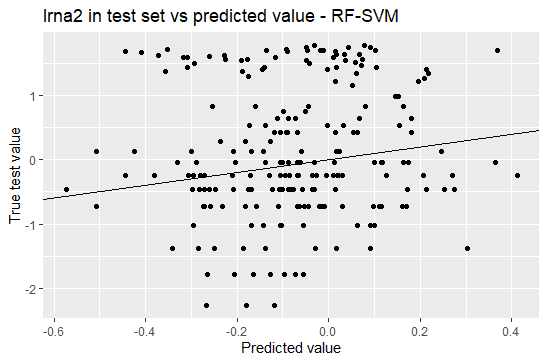 lrna2 in test set vs predicted value - RF-SVM
True test value
1
0
-1
-2
-0.6 -0.4 -0.2 0.0 0.2 0.4
Predicted value